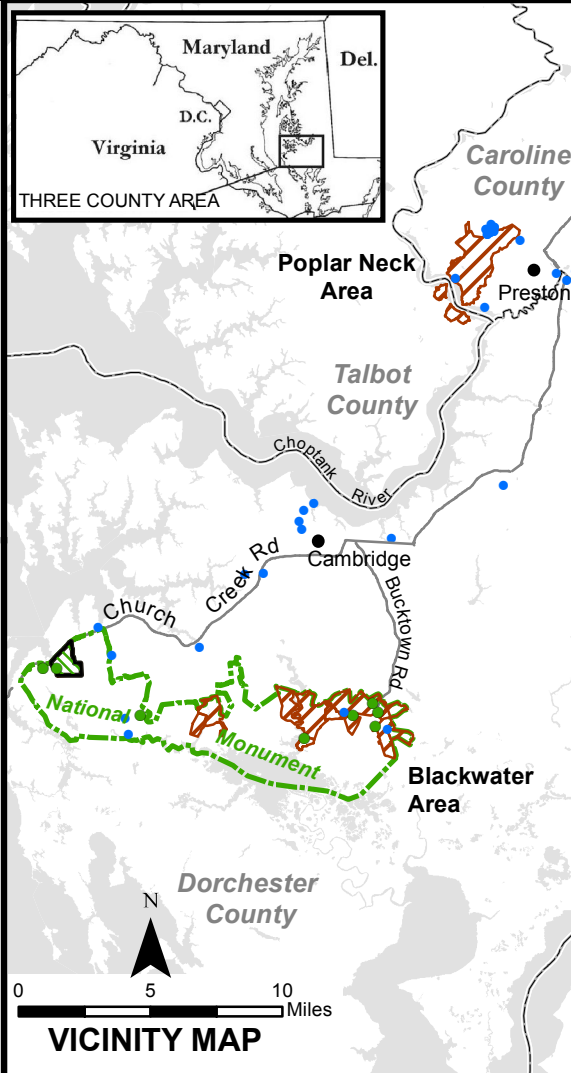 Maryland
Del.
D.C.
Virginia
THREE COUNTY AREA
Caroline
County
Poplar Neck
Area
Preston
Talbot
County
Choptank River
Cambridge
Church Creek Rd
Bucktown Rd
National
Monument
Blackwater
Area
Dorchester
County
N
0 5 10
Miles
VICINITY MAP